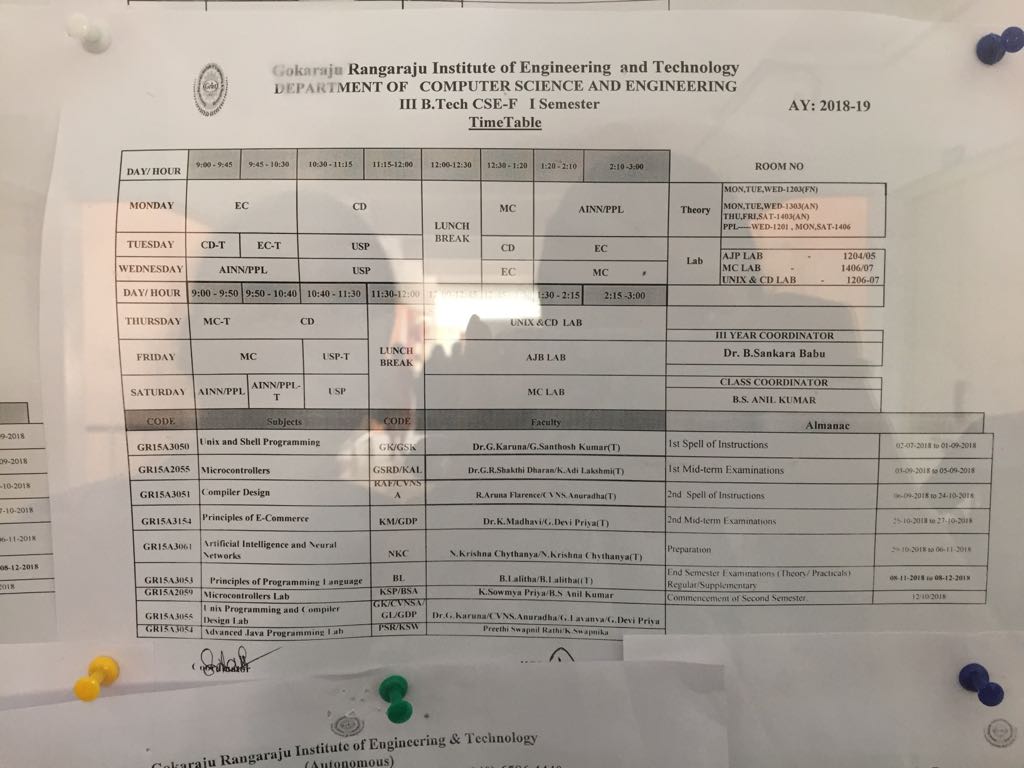 Gokaraju Rangaraju Institute of Engineering and Technology
DEPARTMENT OF COMPUTER SCIENCE AND ENGINEERING
III B.Tech CSE-F I Semester
AY: 2018-19
TimeTable
DAY/ HOUR 9:00 - 9:45 9:45 - 10:30 10:30 - 11:15 11:15-12:00 12:00-12:30 12:30 - 1:20 1:20 - 2:10 2:10 -3:00
ROOM NO
MONDAY EC CD LUNCH BREAK MC AINN/PPL
Theory
MON,TUE,WED-1203(FN)
MON,TUE,WED-1303(AN)
THU,FRI,SAT-1403(AN)
PPL----WED-1201 , MON,SAT-1406
TUESDAY CD-T EC-T USP CD EC
WEDNESDAY AINN/PPL USP EC MC
Lab
AJP LAB - 1204/05
MC LAB - 1406/07
UNIX & CD LAB - 1206-07
DAY/ HOUR 9:00 - 9:50 9:50 - 10:40 10:40 - 11:30 11:30-12:00 1:30 - 2:15 2:15 -3:00
THURSDAY MC-T CD LUNCH BREAK UNIX &CD LAB
FRIDAY MC USP-T AJB LAB
SATURDAY AINN/PPL AINN/PPL-T USP MC LAB
III YEAR COORDINATOR
Dr. B.Sankara Babu
CLASS COORDINATOR
B.S. ANIL KUMAR
CODE Subjects CODE Faculty Almanac
GR15A3050 Unix and Shell Programming GK/GSK Dr.G.Karuna/G.Santhosh Kumar(T) 1st Spell of Instructions 02-07-2018 to 01-09-2018
GR15A2055 Microcontrollers GSRD/KAL Dr.G.R.Shakthi Dharan/K.Adi Lakshmi(T) 1st Mid-term Examinations 03-09-2018 to 05-09-2018
GR15A3051 Compiler Design RAF/CVNSA R.Aruna Flarence/CVNS.Anuradha(T) 2nd Spell of Instructions 06-09-2018 to 24-10-2018
GR15A3154 Principles of E-Commerce KM/GDP Dr.K.Madhavi/G.Devi Priya(T) 2nd Mid-term Examinations 25-10-2018 to 27-10-2018
GR15A3061 Artificial Intelligence and Neural Networks NKC N.Krishna Chythanya/N.Krishna Chythanya(T) Preparation 29-10-2018 to 06-11-2018
GR15A3053 Principles of Programming Language BL B.Lalitha/B.Lalitha((T) End Semester Examinations (Theory/ Practicals) Regular/Supplementary 08-11-2018 to 08-12-2018
GR15A2059 Microcontrollers Lab KSP/BSA K.Sowmya Priya/B.S Anil Kumar Commencement of Second Semester. 12/10/2018
GR15A3055 Unix Programming and Compiler Design Lab GK/CVNSA/GL/GDP Dr.G.Karuna/CVNS.Anuradha/G.Lavanya/G.Devi Priya
GR15A3054 Advanced Java Programming Lab PSR/KSW Preethi Swapnil Rathi/K.Swapnika
Coordinator
9-2018
09-2018
-10-2018
7-10-2018
6-11-2018
08-12-2018
2018
Gokaraju Rangaraju Institute of Engineering & Technology
(Autonomous)